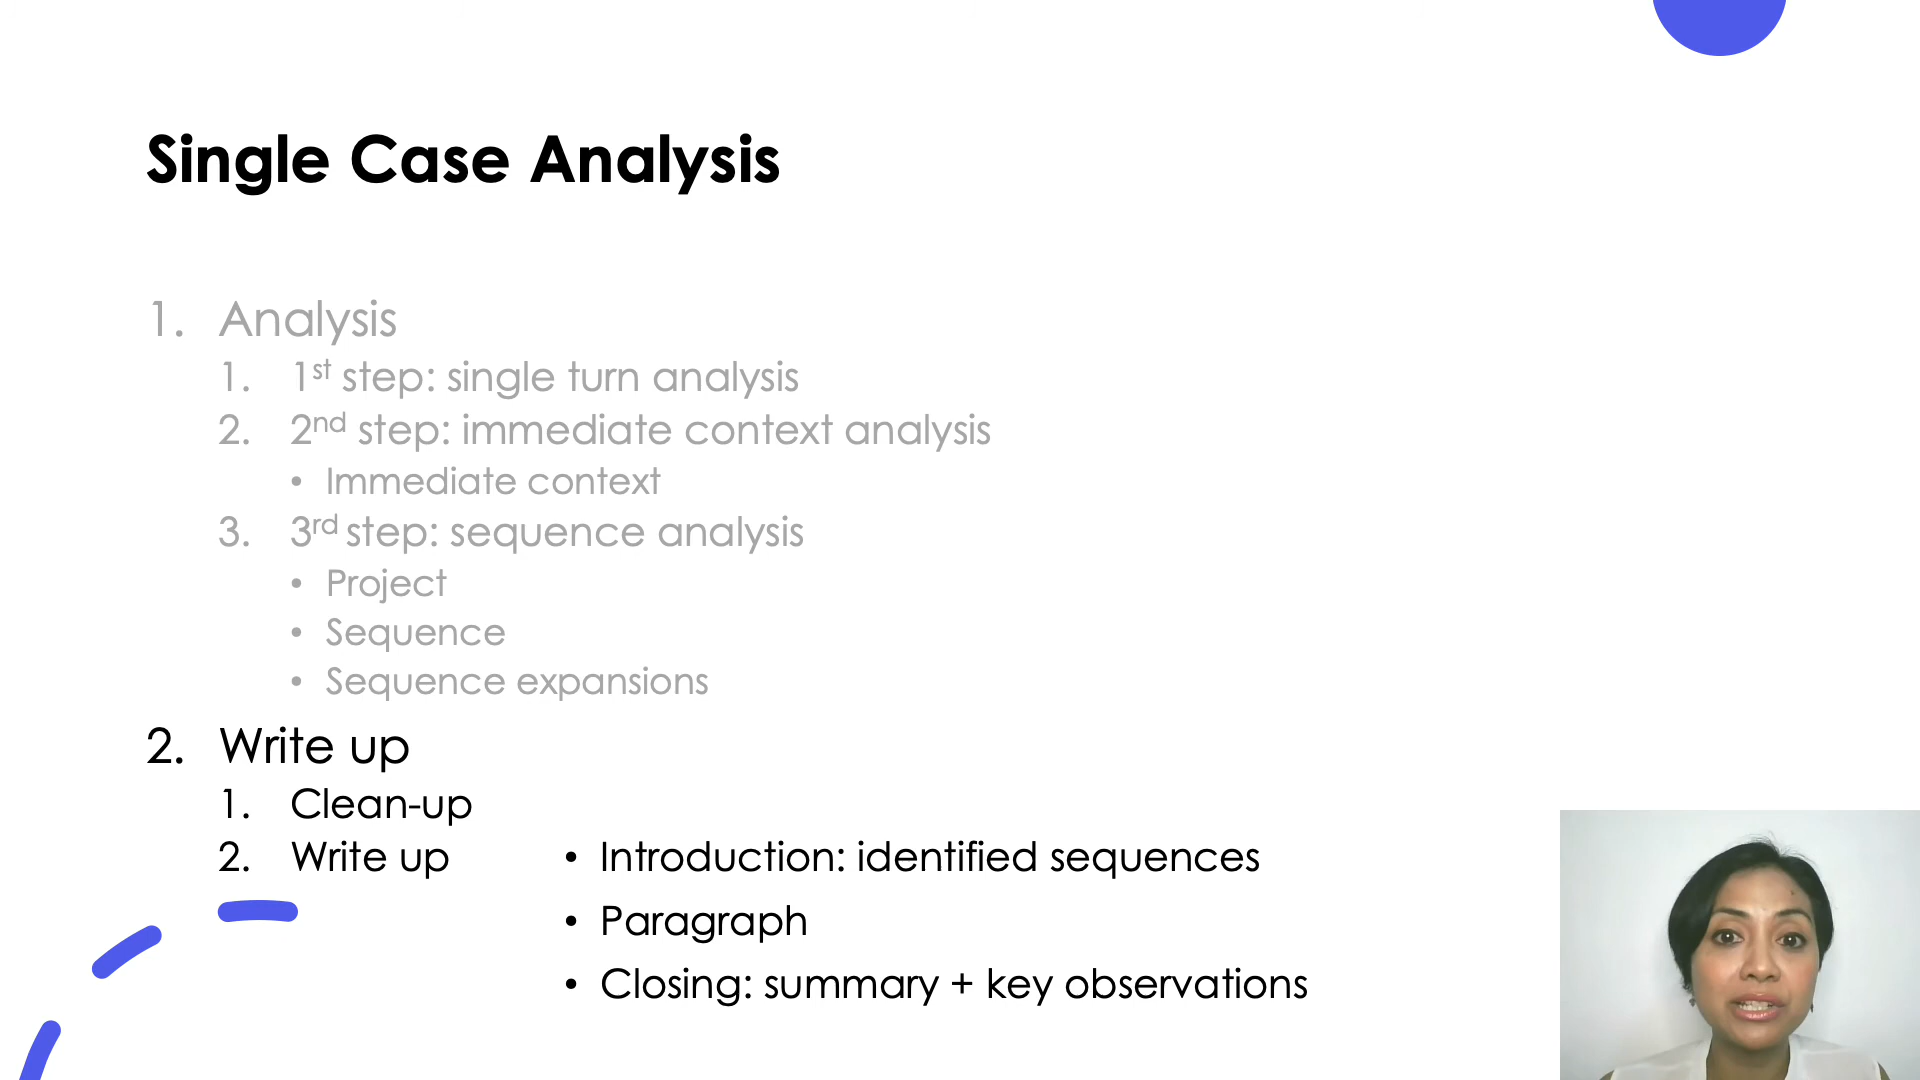 Single Case Analysis
1. Analysis
1. 1st step: single turn analysis
2. 2nd step: immediate context analysis
• Immediate context
3. 3rd step: sequence analysis
• Project
• Sequence
• Sequence expansions
2. Write up
1. Clean-up
2. Write up
• Introduction: identified sequences
• Paragraph
• Closing: summary + key observations